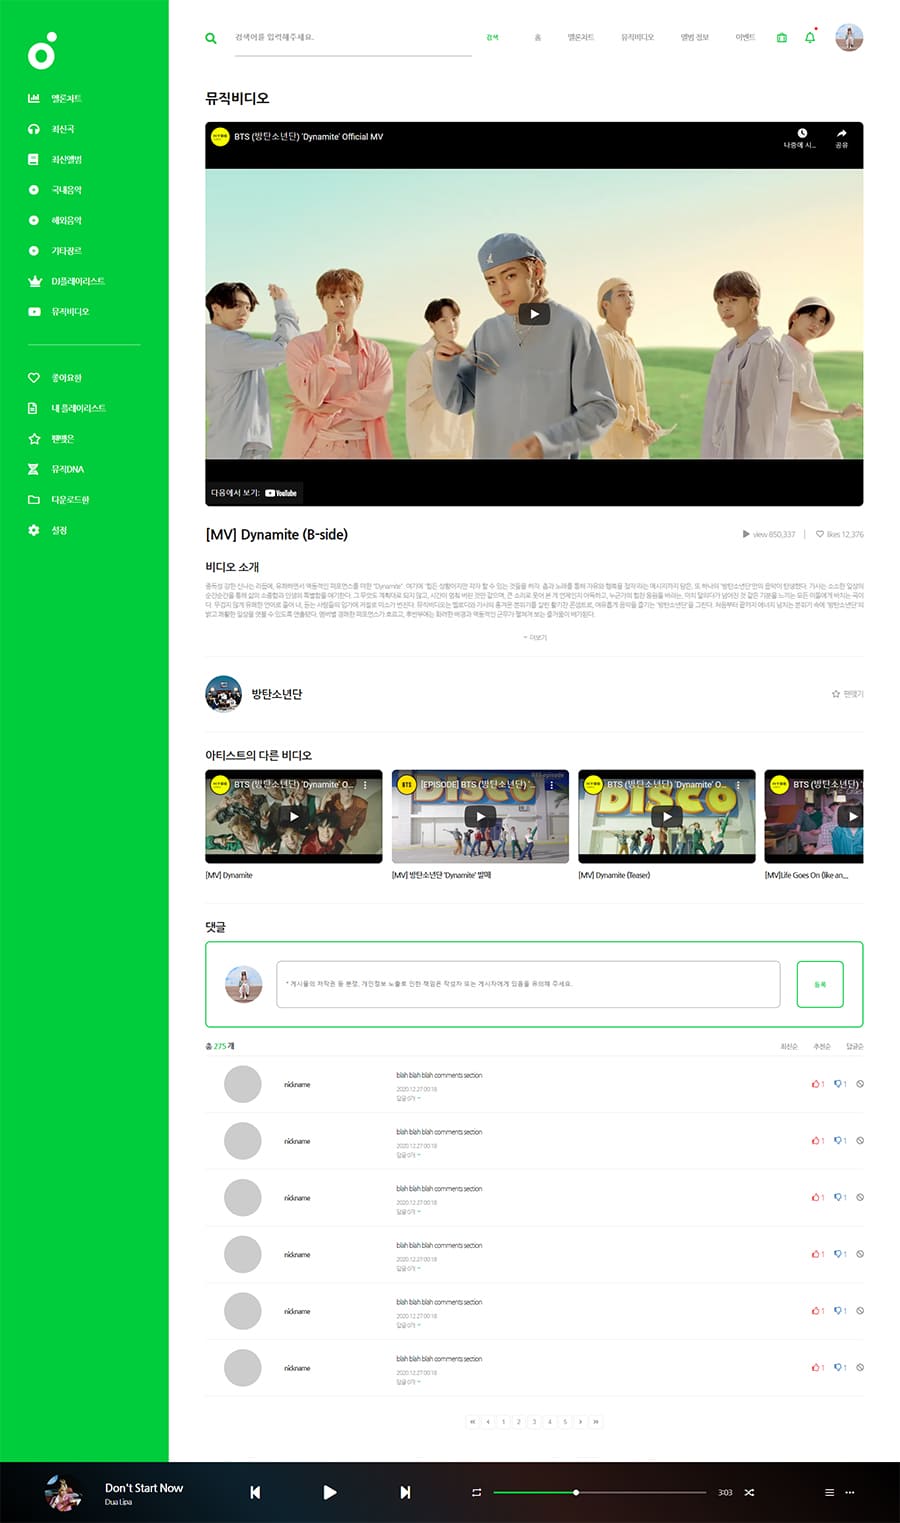 검색어를 입력해주세요.
검색
홈
멜론차트
뮤직비디오
앨범 정보
이벤트
멜론차트
최신곡
최신앨범
국내음악
해외음악
기타장르
DJ플레이리스트
뮤직비디오
좋아요한
내 플레이리스트
팬맺은
뮤직DNA
다운로드한
설정
뮤직비디오
BTS (방탄소년단) 'Dynamite' Official MV
나중에 시...
공유
다음에서 보기: YouTube
[MV] Dynamite (B-side)
view 850,337
likes 12,376
비디오 소개
더보기
방탄소년단
팬맺기
아티스트의 다른 비디오
BTS (방탄소년단) 'Dynamite' O...
BTS [EPISODE] BTS (방탄소년단) '...
BTS (방탄소년단) 'Dynamite' O...
BTS (방탄소년단) '
DISCO
DISCO
[MV] Dynamite
[MV] 방탄소년단 'Dynamite' 발매
[MV] Dynamite (Teaser)
[MV]Life Goes On (like an...
댓글
* 게시물의 저작권 등 분쟁, 개인정보 노출로 인한 책임은 작성자 또는 게시자에게 있음을 유의해 주세요.
등록
총 275 개
최신순
추천순
답글순
nickname
blah blah blah comments section
2020.12.27 00:18
답글 0개
1
1
nickname
blah blah blah comments section
2020.12.27 00:18
답글 0개
1
1
nickname
blah blah blah comments section
2020.12.27 00:18
답글 0개
1
1
nickname
blah blah blah comments section
2020.12.27 00:18
답글 0개
1
1
nickname
blah blah blah comments section
2020.12.27 00:18
답글 0개
1
1
nickname
blah blah blah comments section
2020.12.27 00:18
답글 0개
1
1
1 2 3 4 5
Don't Start Now
Dua Lipa
3:03